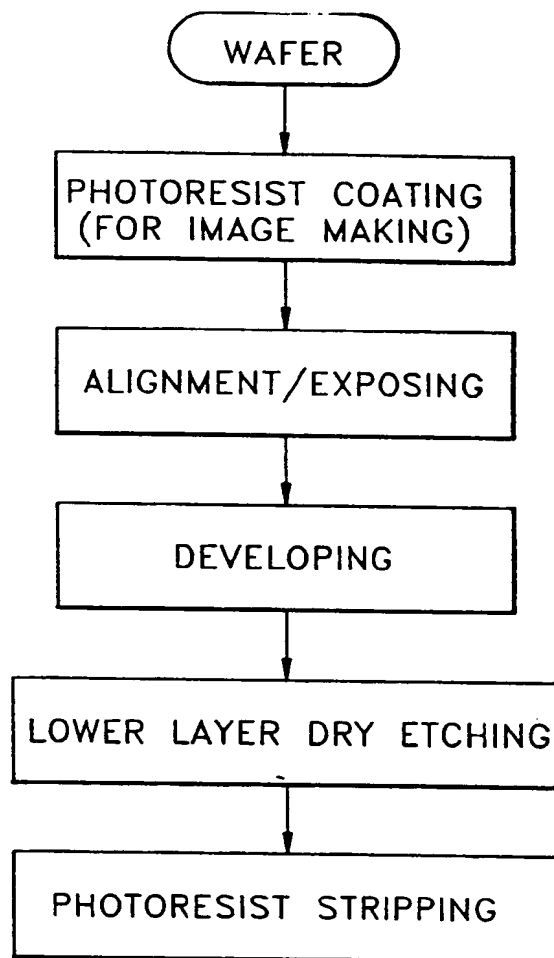 WAFER
PHOTORESIST COATING
(FOR IMAGE MAKING)
ALIGNMENT/EXPOSING
DEVELOPING
LOWER LAYER DRY ETCHING
PHOTORESIST STRIPPING